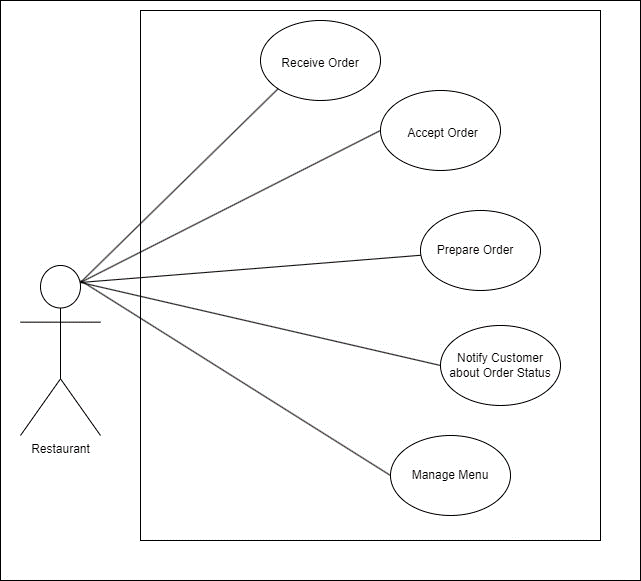 Receive Order
Accept Order
Prepare Order
Notify Customer
about Order Status
Restaurant
Manage Menu